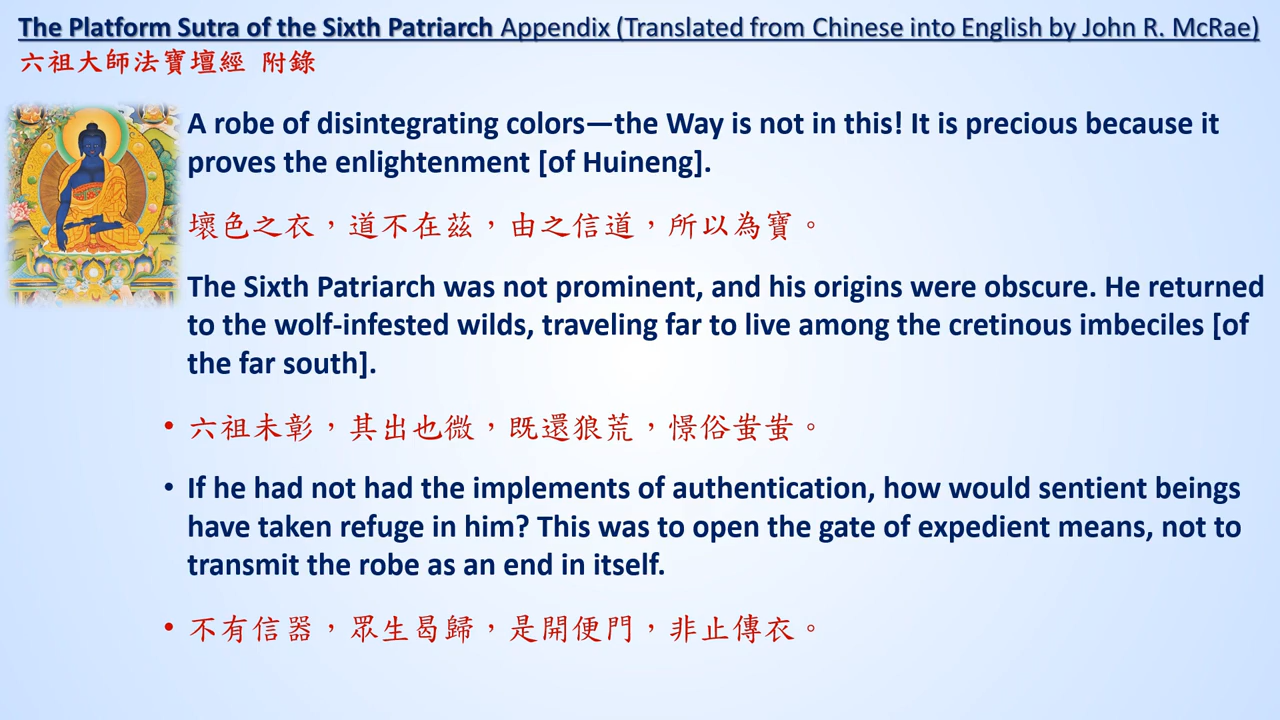 The Platform Sutra of the Sixth Patriarch Appendix (Translated from Chinese into English by John R. McRae)
六祖大師法寶壇經 附錄
A robe of disintegrating colors—the Way is not in this! It is precious because it
proves the enlightenment [of Huineng].
壞色之衣，道不在茲，由之信道，所以為寶。
The Sixth Patriarch was not prominent, and his origins were obscure. He returned
to the wolf-infested wilds, traveling far to live among the cretinous imbeciles [of
the far south].
• 六祖未彰，其出也微，既還狼荒，憬俗蚩蚩。
• If he had not had the implements of authentication, how would sentient beings
have taken refuge in him? This was to open the gate of expedient means, not to
transmit the robe as an end in itself.
• 不有信器，眾生曷歸，是開便門，非止傳衣。